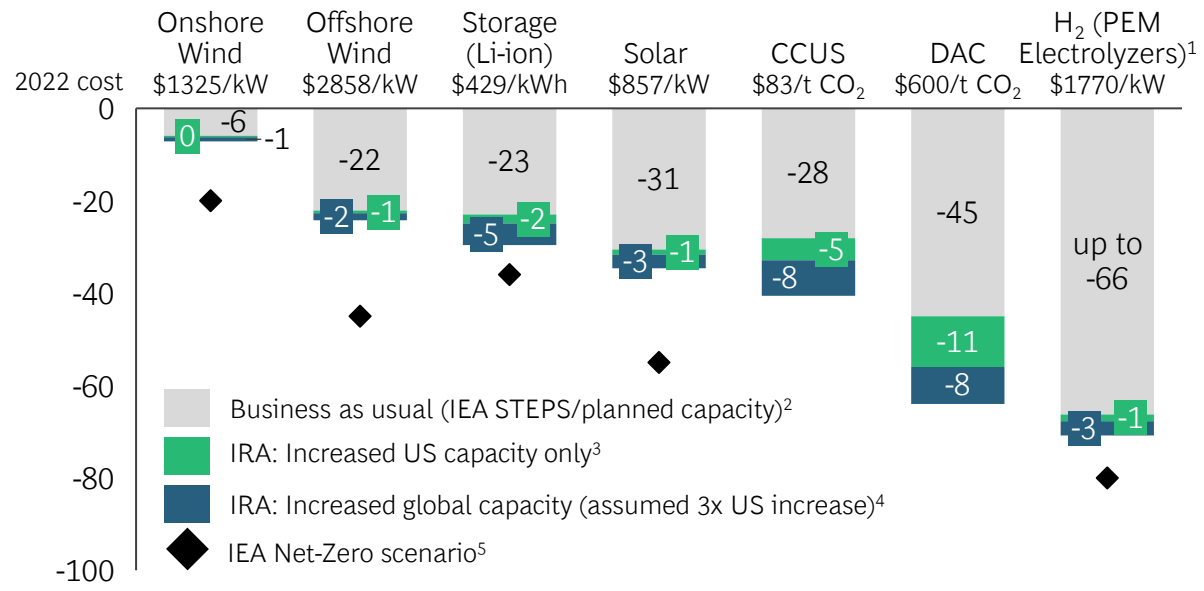 Onshore Wind
Offshore Wind
Storage (Li-ion)
Solar
CCUS
DAC
H₂ (PEM Electrolyzers)¹
2022 cost
$1325/kW
$2858/kW
$429/kWh
$857/kW
$83/t CO₂
$600/t CO₂
$1770/kW
0
-20
-40
-60
-80
-100
-6
0
-1
-22
-2
-1
-23
-2
-5
-31
-1
-3
-28
-5
-8
-45
-11
-8
up to
-66
-1
-3
Business as usual (IEA STEPS/planned capacity)²
IRA: Increased US capacity only³
IRA: Increased global capacity (assumed 3x US increase)⁴
IEA Net-Zero scenario⁵